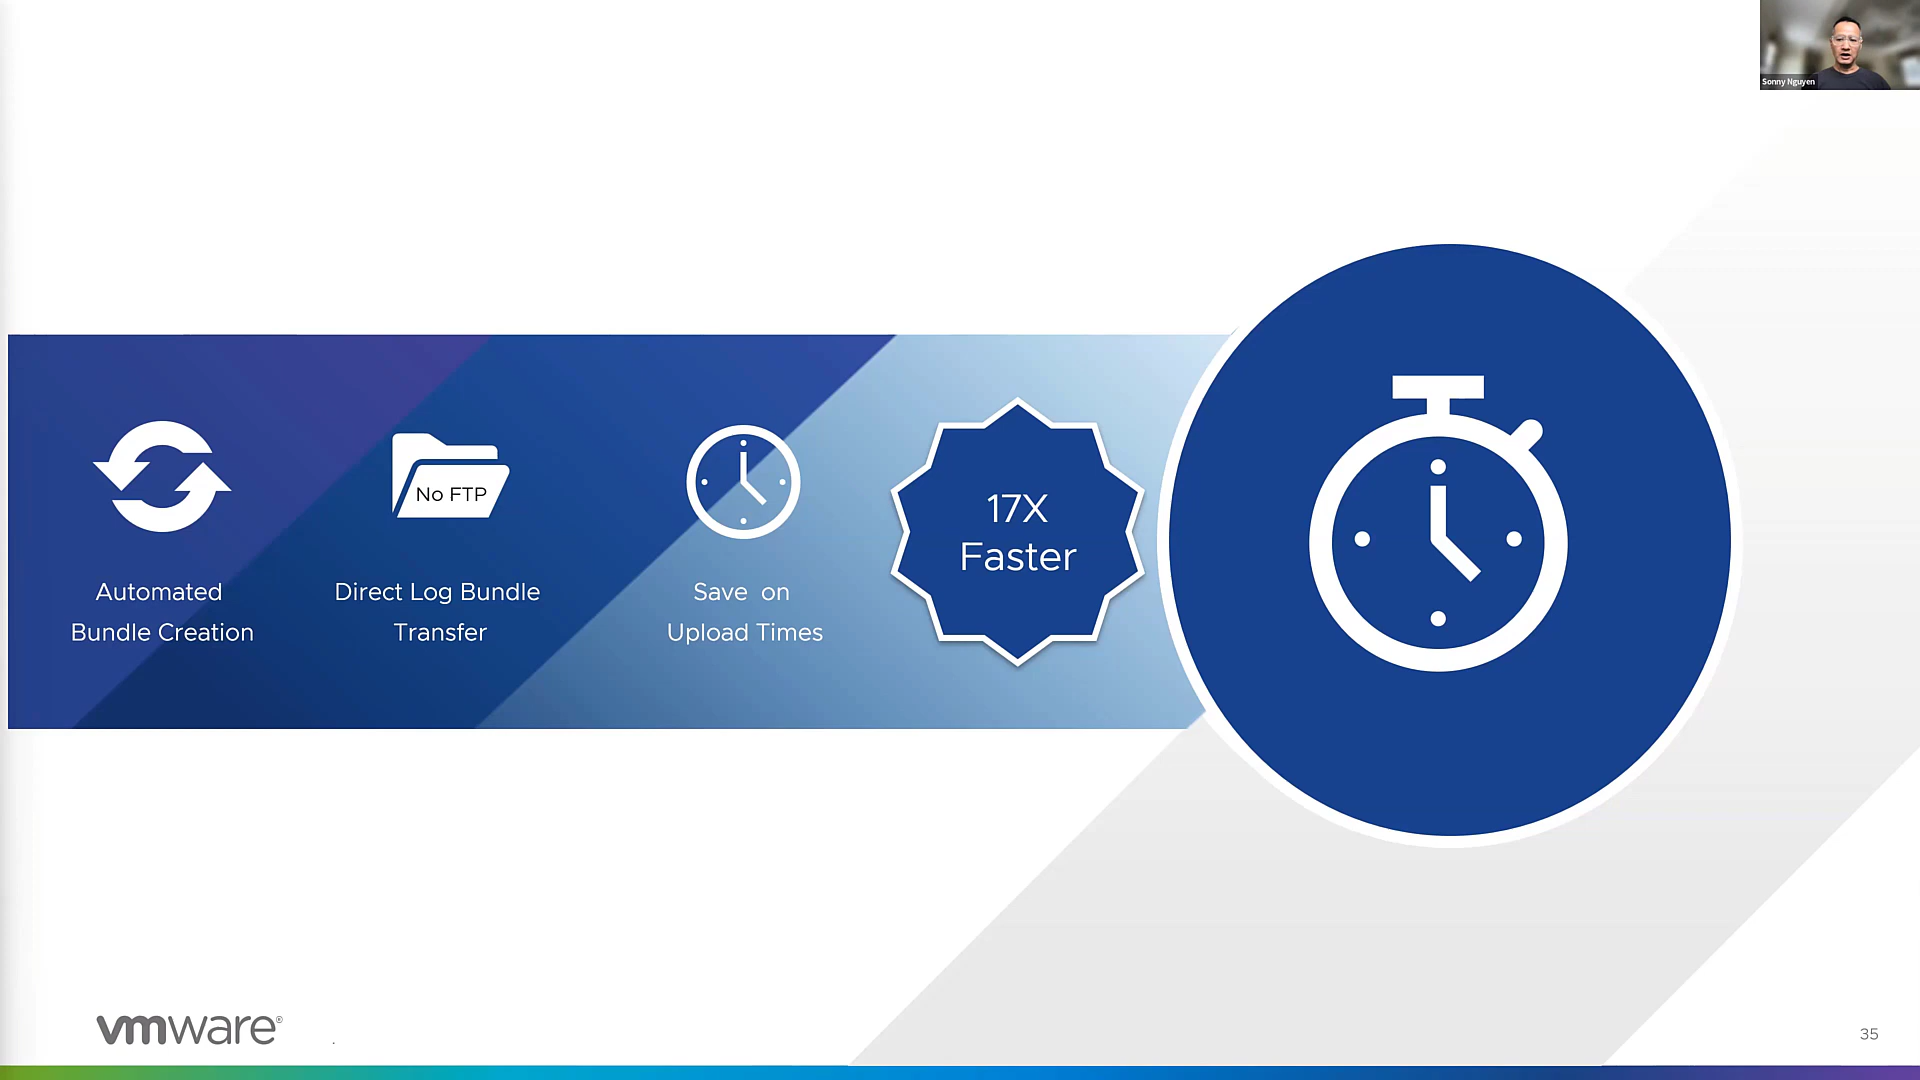 Sonny Nguyen
No FTP
Automated
Bundle Creation
Direct Log Bundle
Transfer
Save on
Upload Times
17X
Faster
vmware®
.
35